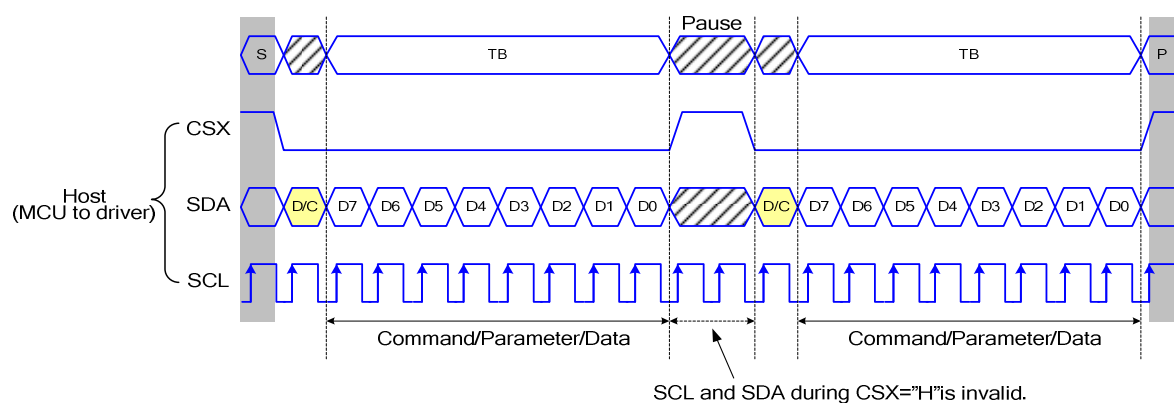 Pause
S TB TB P
CSX
Host
(MCU to driver)
SDA D/C D7 D6 D5 D4 D3 D2 D1 D0 D/C D7 D6 D5 D4 D3 D2 D1 D0
SCL
Command/Parameter/Data Command/Parameter/Data
SCL and SDA during CSX="H"is invalid.